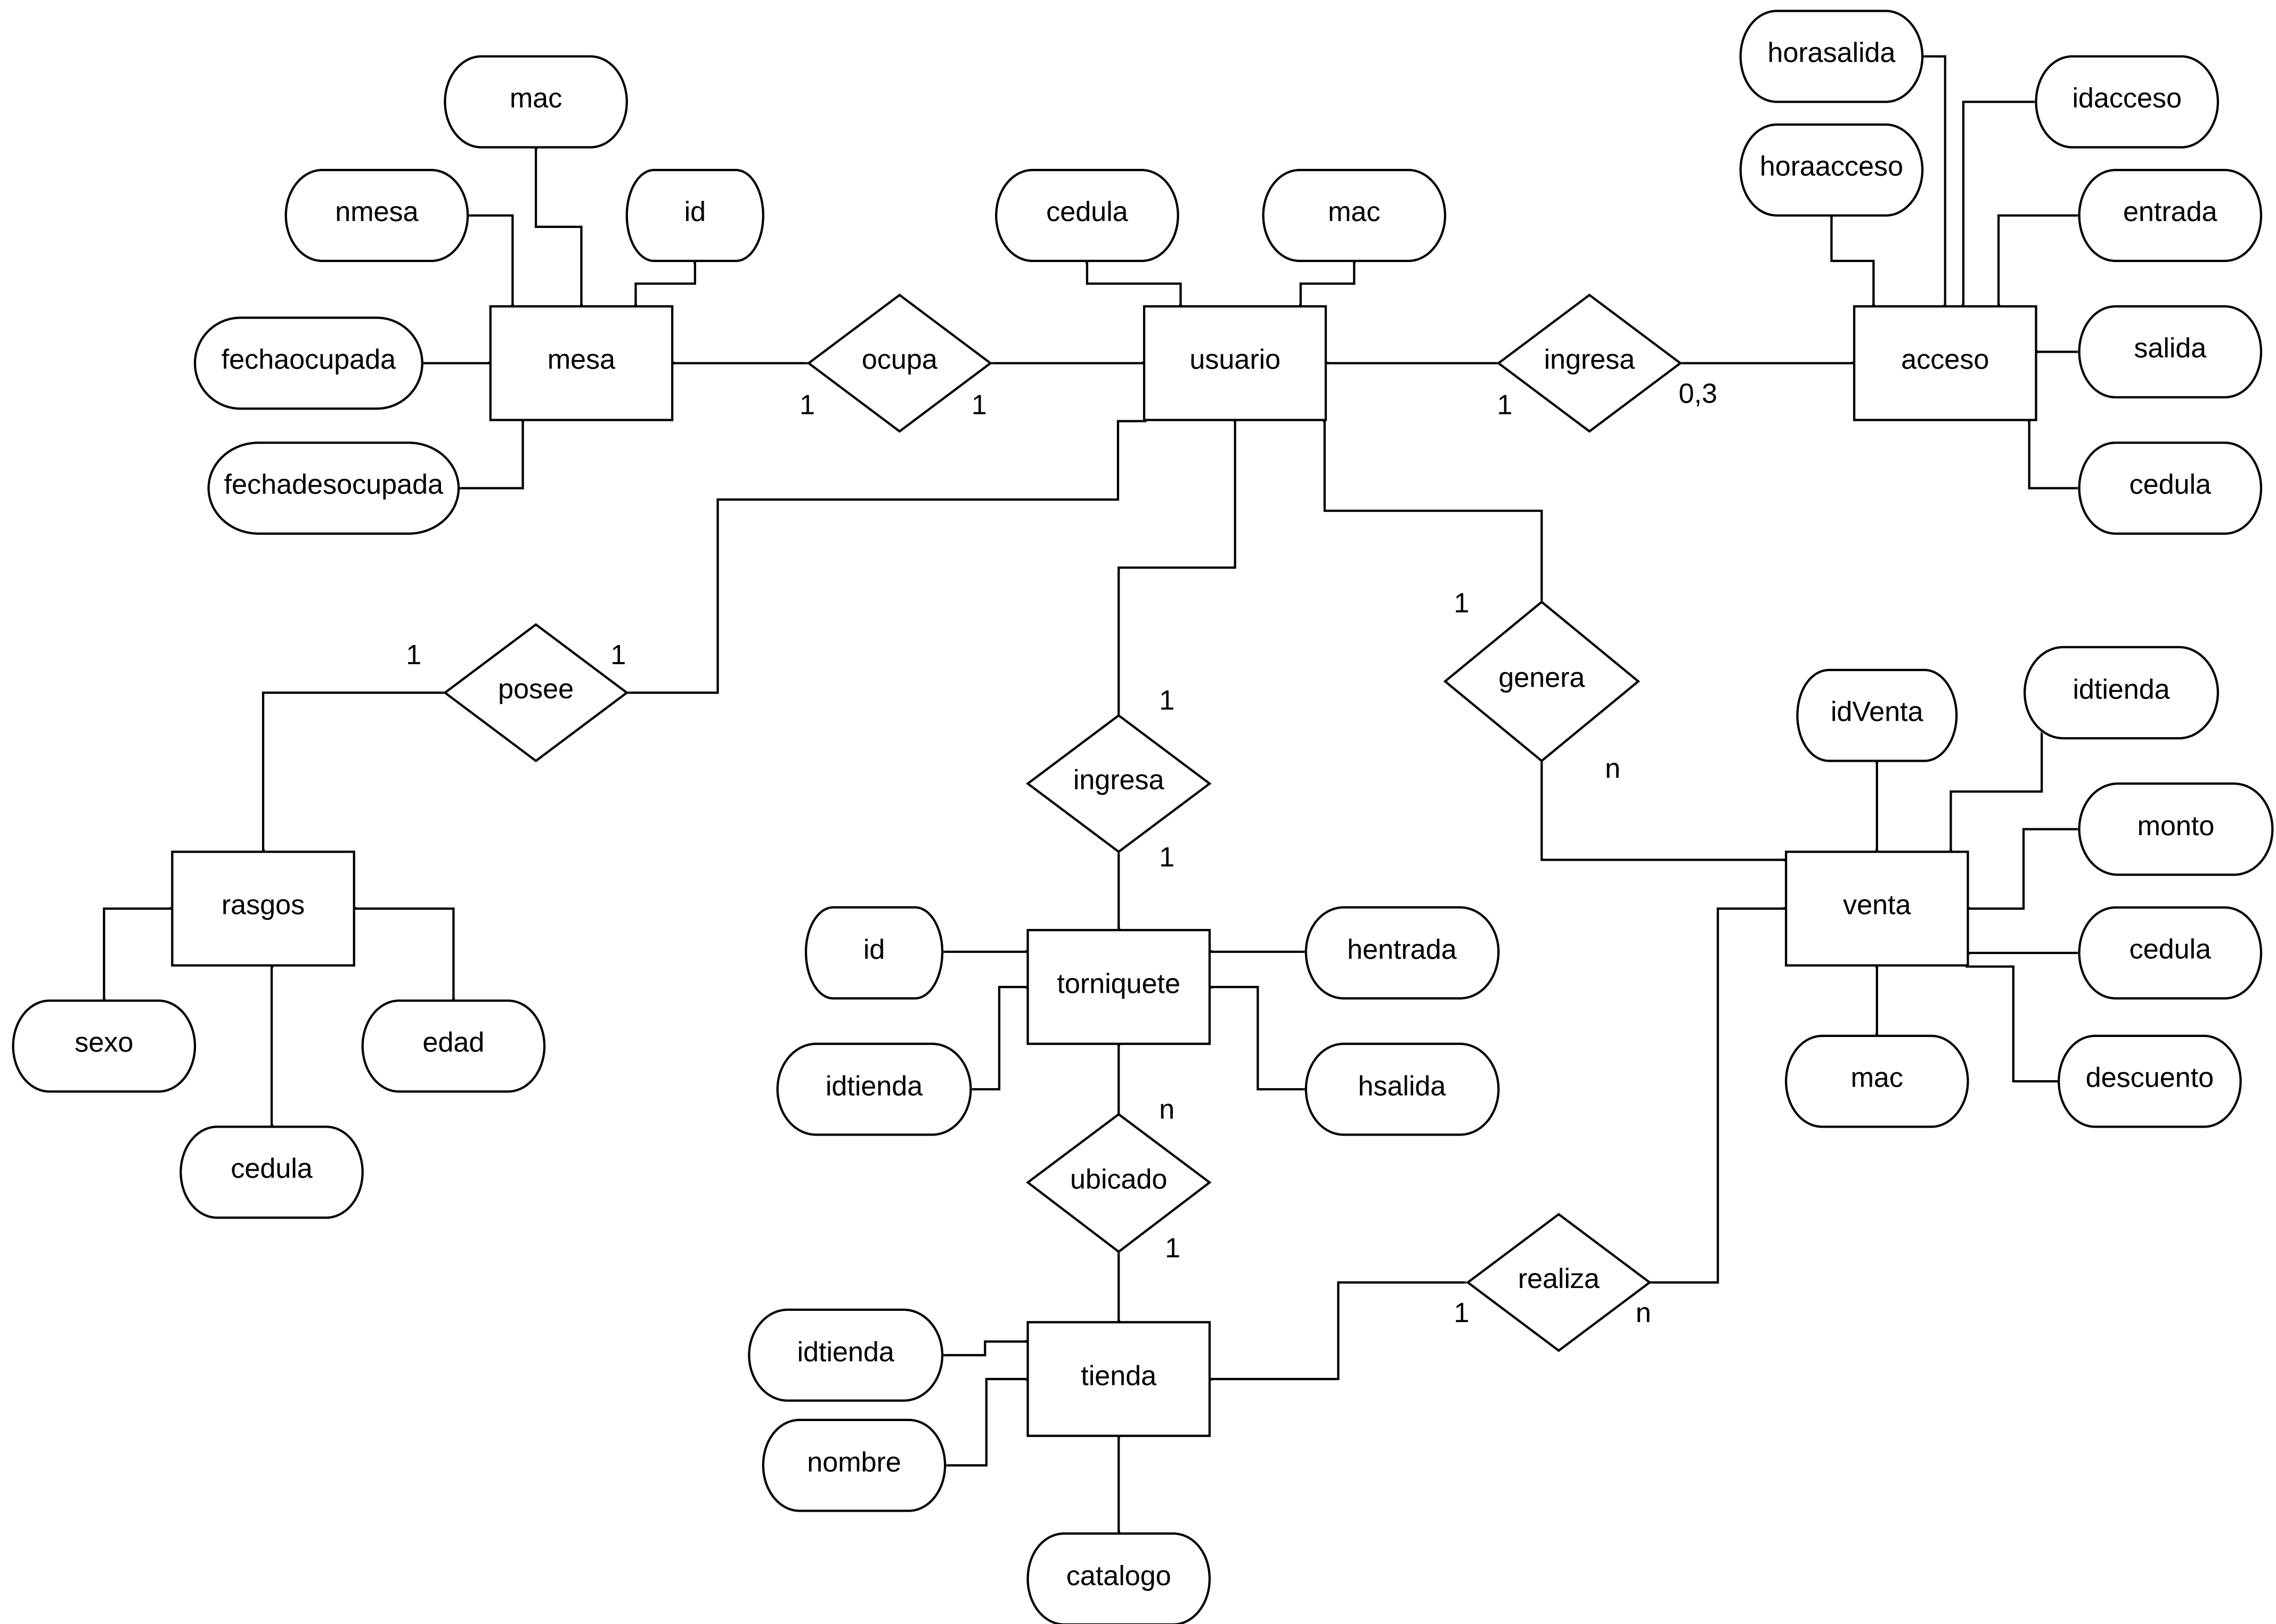 horasalida
mac
idacceso
horaacceso
nmesa
id
cedula
mac
entrada
fechaocupada
mesa
ocupa
usuario
ingresa
acceso
salida
1
1
1
0,3
fechadesocupada
cedula
1
1
1
posee
genera
idtienda
1
idVenta
n
ingresa
monto
1
rasgos
venta
id
hentrada
cedula
torniquete
sexo
edad
idtienda
hsalida
mac
descuento
n
cedula
ubicado
1
realiza
1
n
idtienda
tienda
nombre
catalogo